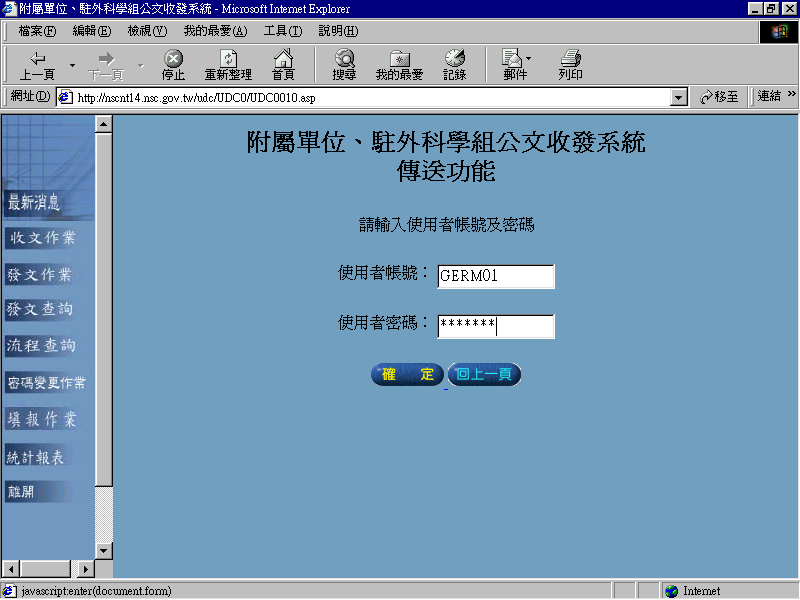 附屬單位、駐外科學組公文收發系統 - Microsoft Internet Explorer
檔案(F) 編輯(E) 檢視(V) 我的最愛(A) 工具(T) 說明(H)
上一頁 下一頁 停止 重新整理 首頁 搜尋 我的最愛 記錄 郵件 列印
網址(D) http://nscnt14.nsc.gov.tw/udc/UDC0/UDC0010.asp 移至 連結 »
附屬單位、駐外科學組公文收發系統
傳送功能
請輸入使用者帳號及密碼
使用者帳號： GERM01
使用者密碼： *******
確 定 回上一頁
最新消息
收文作業
發文作業
發文查詢
流程查詢
密碼變更作業
填報作業
統計報表
離開
javascript:enter(document.form) Internet